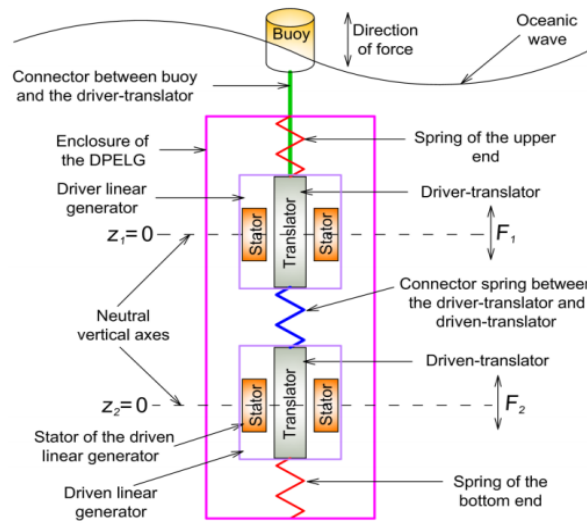 Buoy
Direction
of force
Oceanic
wave
Connector between buoy
and the driver-translator
Enclosure of
the DPELG
Spring of the upper
end
Driver linear
generator
Driver-translator
Stator
Translator
Stator
z₁=0
F₁
Neutral
vertical axes
Connector spring between
the driver-translator and
driven-translator
Driven-translator
Stator
Translator
Stator
z₂=0
F₂
Stator of the driven
linear generator
Driven linear
generator
Spring of the
bottom end